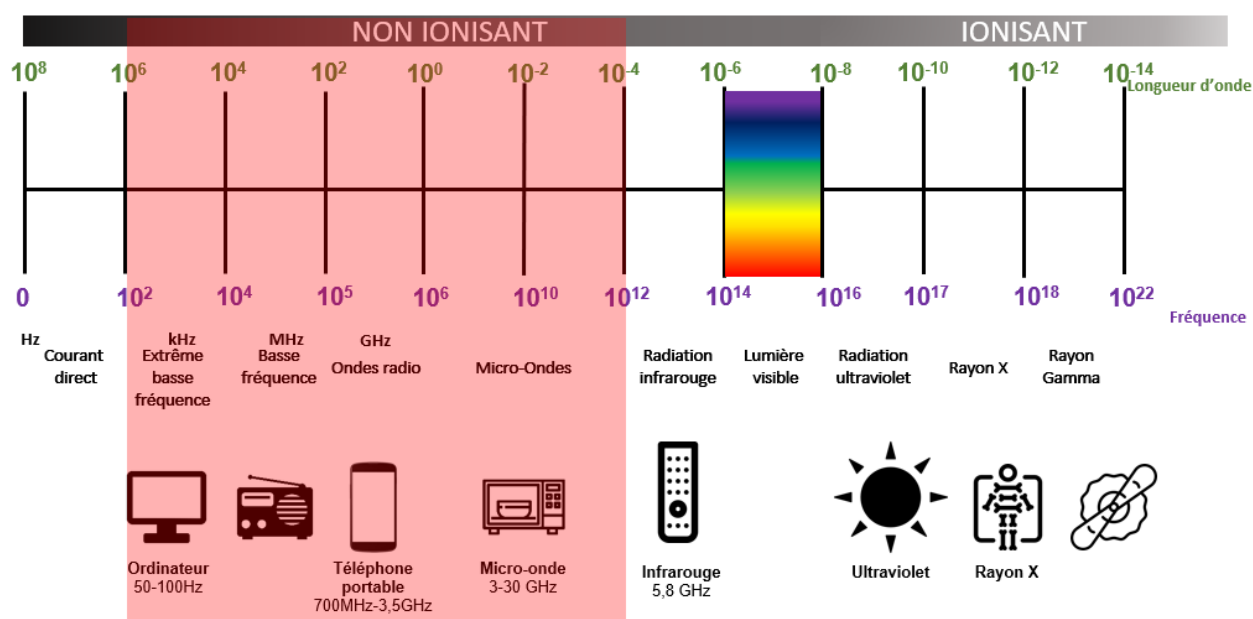 NON IONISANT IONISANT
10⁸ 10⁶ 10⁴ 10² 10⁰ 10⁻² 10⁻⁴ 10⁻⁶ 10⁻⁸ 10⁻¹⁰ 10⁻¹² 10⁻¹⁴
Longueur d'onde
0 10² 10⁴ 10⁵ 10⁶ 10¹⁰ 10¹² 10¹⁴ 10¹⁶ 10¹⁷ 10¹⁸ 10²²
Fréquence
Hz kHz MHz GHz
Courant
direct
Extrême
basse
fréquence
Basse
fréquence
Ondes radio
Micro-Ondes
Radiation
infrarouge
Lumière
visible
Radiation
ultraviolet
Rayon X
Rayon
Gamma
Ordinateur
50-100Hz
Téléphone
portable
700MHz-3,5GHz
Micro-onde
3-30 GHz
Infrarouge
5,8 GHz
Ultraviolet
Rayon X